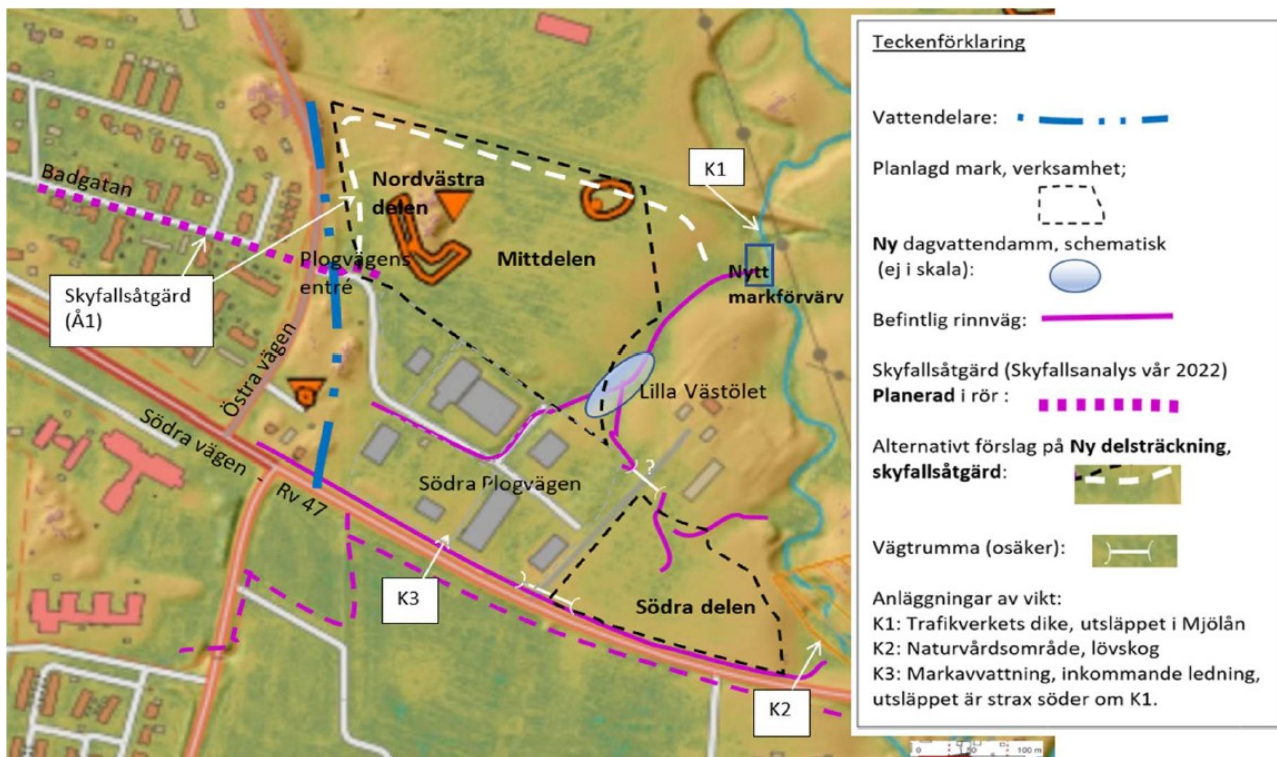 Badgatan
Nordvästra
delen
Mittdelen
Plogvägens
entré
K1
Nytt
markförvärv
Skyfallsåtgärd
(Å1)
Östra vägen
Lilla Västölet
Södra vägen - Rv 47
Södra Plogvägen
?
K3
Södra delen
K2
0 50 100 m
Teckenförklaring
Vattendelare:
Planlagd mark, verksamhet;
Ny dagvattendamm, schematisk
(ej i skala):
Befintlig rinnväg:
Skyfallsåtgärd (Skyfallsanalys vår 2022)
Planerad i rör :
Alternativt förslag på Ny delsträckning,
skyfallsåtgärd:
Vägtrumma (osäker):
Anläggningar av vikt:
K1: Trafikverkets dike, utsläppet i Mjölån
K2: Naturvårdsområde, lövskog
K3: Markavvattning, inkommande ledning,
utsläppet är strax söder om K1.